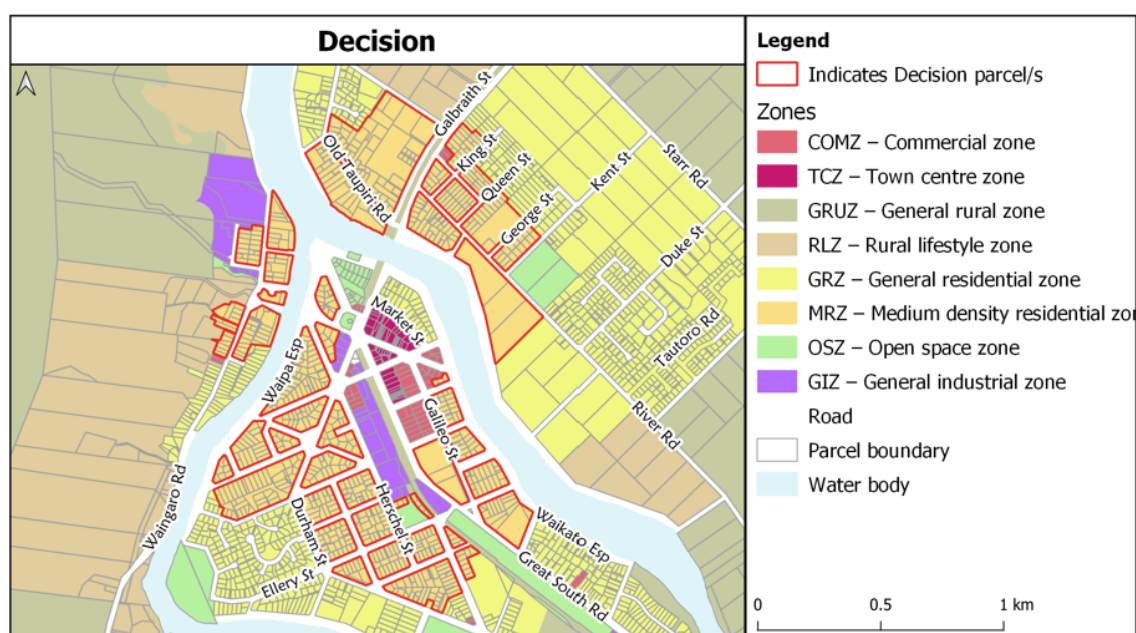 Decision
Galbraith St
King St
Queen St
Old Taupiri Rd
George St
Kent St
Starr Rd
Duke St
Tautoro Rd
River Rd
Market St
Waipa Esp
Galileo St
Waingaro Rd
Durham St
Herschel St
Ellery St
Waikato Esp
Great South Rd
Legend
Indicates Decision parcel/s
Zones
COMZ – Commercial zone
TCZ – Town centre zone
GRUZ – General rural zone
RLZ – Rural lifestyle zone
GRZ – General residential zone
MRZ – Medium density residential zon
OSZ – Open space zone
GIZ – General industrial zone
Road
Parcel boundary
Water body
0 0.5 1 km